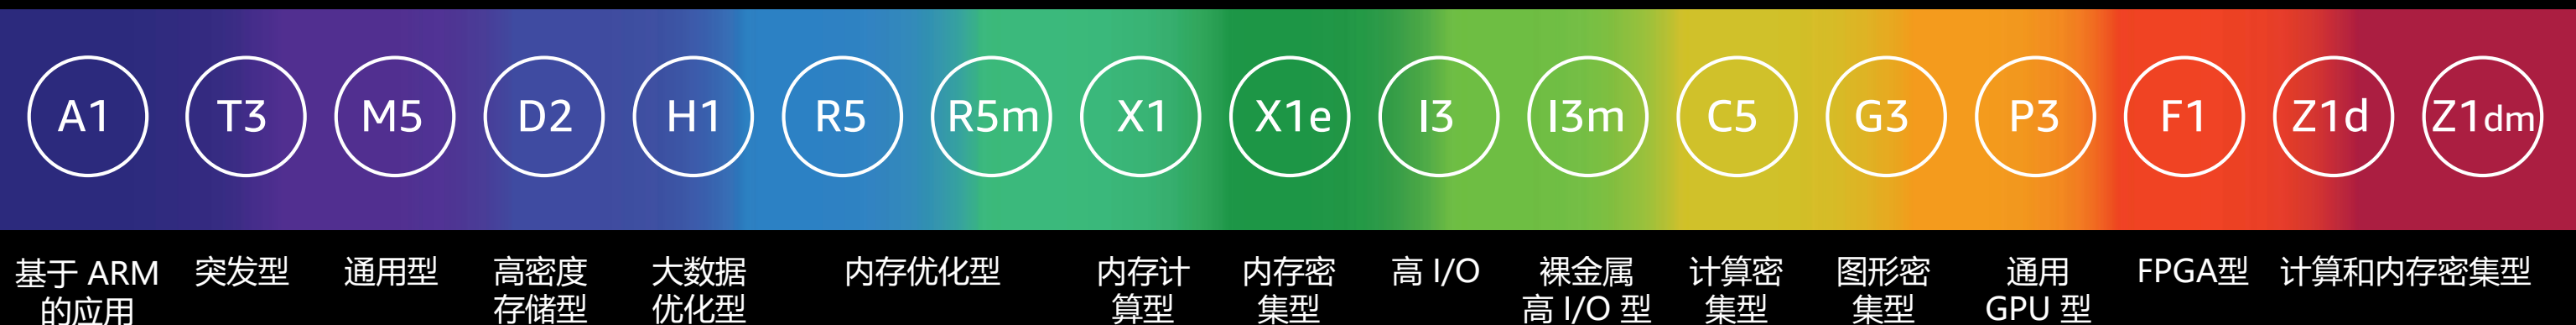 A1 T3 M5 D2 H1 R5 R5m X1 X1e I3 I3m C5 G3 P3 F1 Z1d Z1dm
基于 ARM
的应用
突发型
通用型
高密度
存储型
大数据
优化型
内存优化型
内存计
算型
内存密
集型
高 I/O
裸金属
高 I/O 型
计算密
集型
图形密
集型
通用
GPU 型
FPGA型
计算和内存密集型